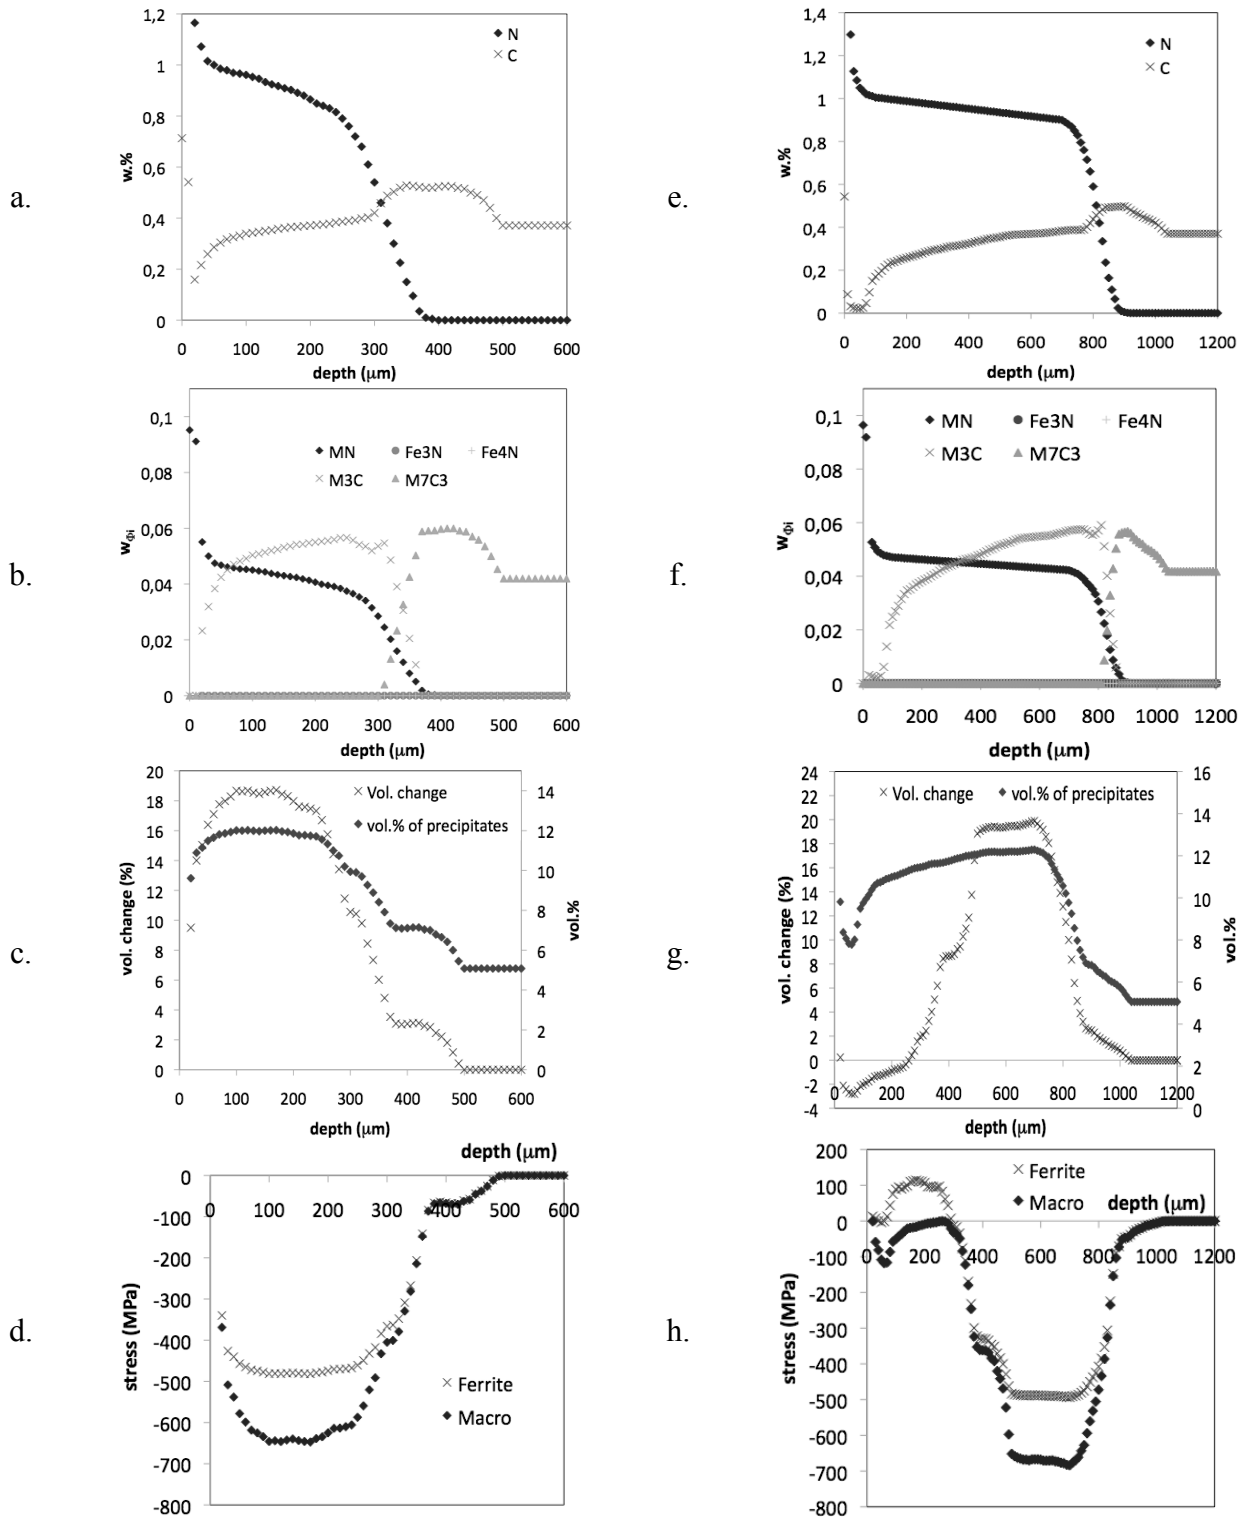 a.
1,2
1
0,8
0,6
0,4
0,2
0
w.%
N
C
0 100 200 300 400 500 600
depth (μm)
e.
1,4
1,2
1
0,8
0,6
0,4
0,2
0
w.%
N
C
0 200 400 600 800 1000 1200
depth (μm)
b.
0,1
0,08
0,06
0,04
0,02
0
wΦi
MN Fe3N Fe4N
M3C M7C3
0 100 200 300 400 500 600
depth (μm)
f.
0,1
0,08
0,06
0,04
0,02
0
wΦi
MN Fe3N Fe4N
M3C M7C3
0 200 400 600 800 1000 1200
depth (μm)
c.
20
18
16
14
12
10
8
6
4
2
0
vol. change (%)
Vol. change
vol.% of precipitates
14
12
10
8
6
4
2
0
vol.%
0 100 200 300 400 500 600
depth (μm)
g.
24
22
20
18
16
14
12
10
8
6
4
2
0
-2
-4
vol. change (%)
Vol. change vol.% of precipitates
16
14
12
10
8
6
4
2
0
vol.%
0 200 400 600 800 1000 1200
depth (μm)
d.
depth (μm)
0
-100
-200
-300
-400
-500
-600
-700
-800
stress (MPa)
0 100 200 300 400 500 600
Ferrite
Macro
h.
200
100
0
-100
-200
-300
-400
-500
-600
-700
-800
stress (MPa)
Ferrite
Macro
depth (μm)
0 200 400 600 800 1000 1200